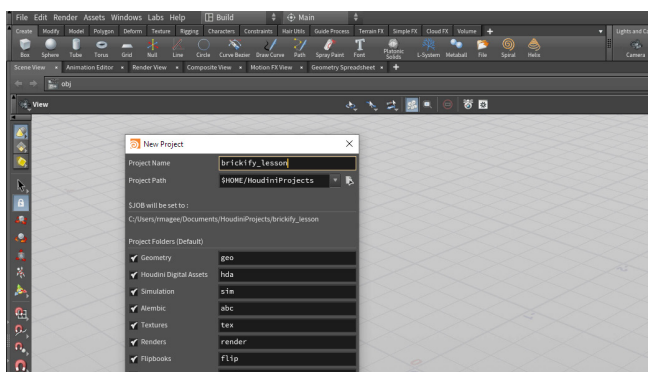 File Edit Render Assets Windows Labs Help Build Main
Create Modify Model Polygon Deform Texture Rigging Characters Constraints Hair Utils Guide Process Terrain FX Simple FX Cloud FX Volume + Lights and Ca
Box Sphere Tube Torus Grid Null Line Circle Curve Bezier Draw Curve Path Spray Paint Font Platonic Solids L-System Metaball File Spiral Helix Camera
Scene View × Animation Editor × Render View × Composite View × Motion FX View × Geometry Spreadsheet × +
obj
View
New Project
Project Name brickify_lesson
Project Path $HOME/HoudiniProjects
$JOB will be set to :
C:/Users/rmagee/Documents/HoudiniProjects/brickify_lesson
Project Folders (Default)
Geometry geo
Houdini Digital Assets hda
Simulation sim
Alembic abc
Textures tex
Renders render
Flipbooks flip